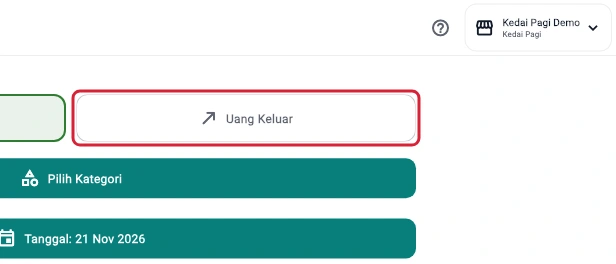 Kedai Pagi Demo
Kedai Pagi
Uang Keluar
Pilih Kategori
Tanggal: 21 Nov 2026